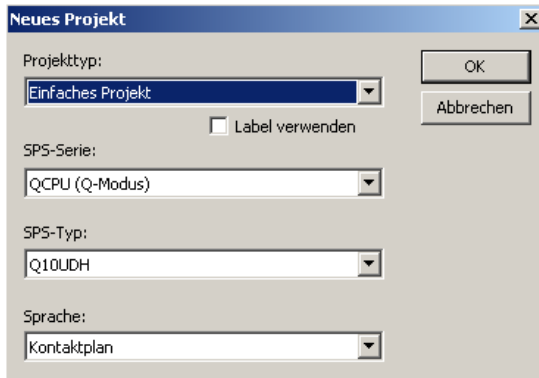 Neues Projekt
Projekttyp:
Einfaches Projekt
Label verwenden
SPS-Serie:
QCPU (Q-Modus)
SPS-Typ:
Q10UDH
Sprache:
Kontaktplan
OK
Abbrechen